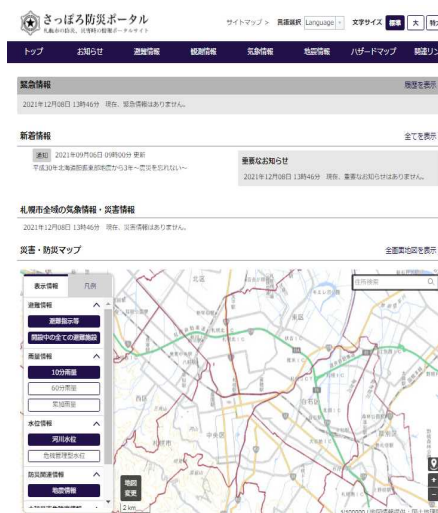 さっぽろ防災ポータル
札幌市の防災、災害時の情報ポータルサイト
サイトマップ > 言語選択 Language 文字サイズ 標準 大 特大
トップ お知らせ 避難情報 観測情報 気象情報 地震情報 ハザードマップ 関連リン
緊急情報 履歴を表示
2021年12月08日 13時46分 現在、緊急情報はありません。
新着情報 全てを表示
通知 2021年09月06日 09時00分 更新
平成30年北海道胆振東部地震から3年~震災を忘れない~
重要なお知らせ
2021年12月08日 13時46分 現在、重要なお知らせはありません。
札幌市全域の気象情報・災害情報
2021年12月08日 13時46分 現在、災害情報はありません。
災害・防災マップ 全画面地図を表示
表示情報 凡例
住所検索
避難情報
避難指示等
開設中の全ての避難施設
雨量情報
10分雨量
60分雨量
累加雨量
水位情報
河川水位
危機管理型水位
防災関連情報
地震情報
北区
東区
西区
中央区
白石区
厚別区
札幌市
地図
変更
2 km
+